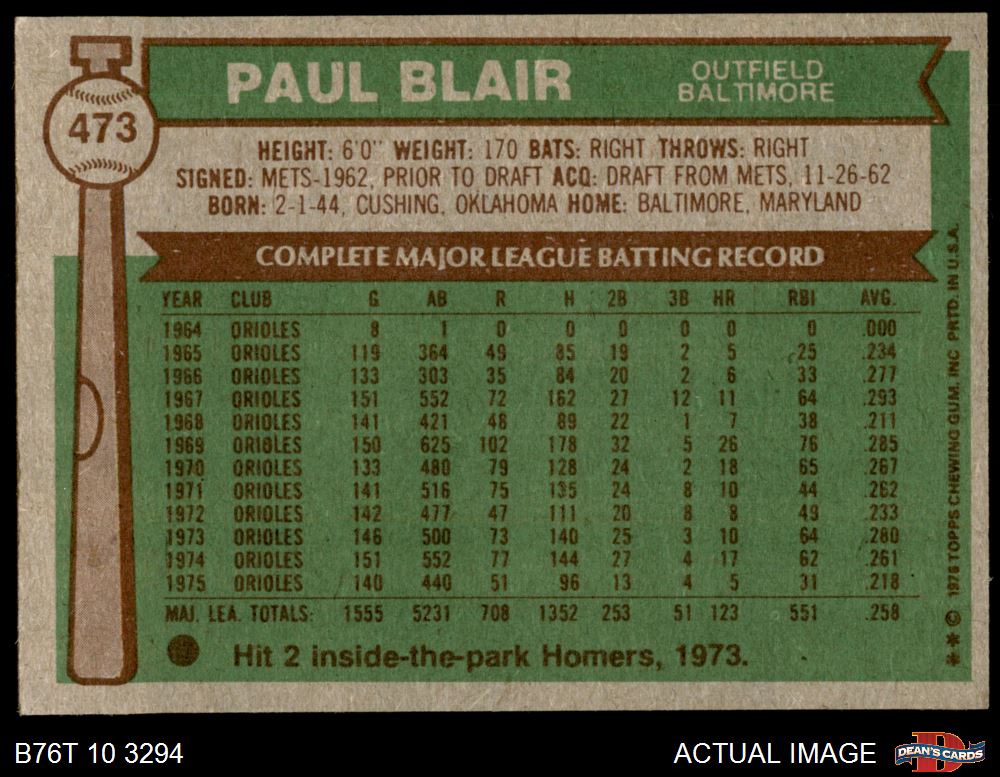 473
PAUL BLAIR
OUTFIELD
BALTIMORE
HEIGHT: 6'0" WEIGHT: 170 BATS: RIGHT THROWS: RIGHT
SIGNED: METS-1962, PRIOR TO DRAFT ACQ: DRAFT FROM METS, 11-26-62
BORN: 2-1-44, CUSHING, OKLAHOMA HOME: BALTIMORE, MARYLAND
COMPLETE MAJOR LEAGUE BATTING RECORD
YEAR CLUB G AB R H 2B 3B HR RBI AVG.
1964 ORIOLES 8 1 0 0 0 0 0 0 .000
1965 ORIOLES 119 364 49 85 19 2 5 25 .234
1966 ORIOLES 133 303 35 84 20 2 6 33 .277
1967 ORIOLES 151 552 72 162 27 12 11 64 .293
1968 ORIOLES 141 421 48 89 22 1 7 38 .211
1969 ORIOLES 150 625 102 178 32 5 26 76 .285
1970 ORIOLES 133 480 79 128 24 2 18 65 .267
1971 ORIOLES 141 516 75 135 24 8 10 44 .262
1972 ORIOLES 142 477 47 111 20 8 8 49 .233
1973 ORIOLES 146 500 73 140 25 3 10 64 .280
1974 ORIOLES 151 552 77 144 27 4 17 62 .261
1975 ORIOLES 140 440 51 96 13 4 5 31 .218
MAJ. LEA. TOTALS: 1555 5231 708 1352 253 51 123 551 .258
Hit 2 inside-the-park Homers, 1973.
**© 1976 TOPPS CHEWING GUM, INC PRTD. IN U.S.A.
B76T 10 3294
ACTUAL IMAGE
DEAN'S CARDS